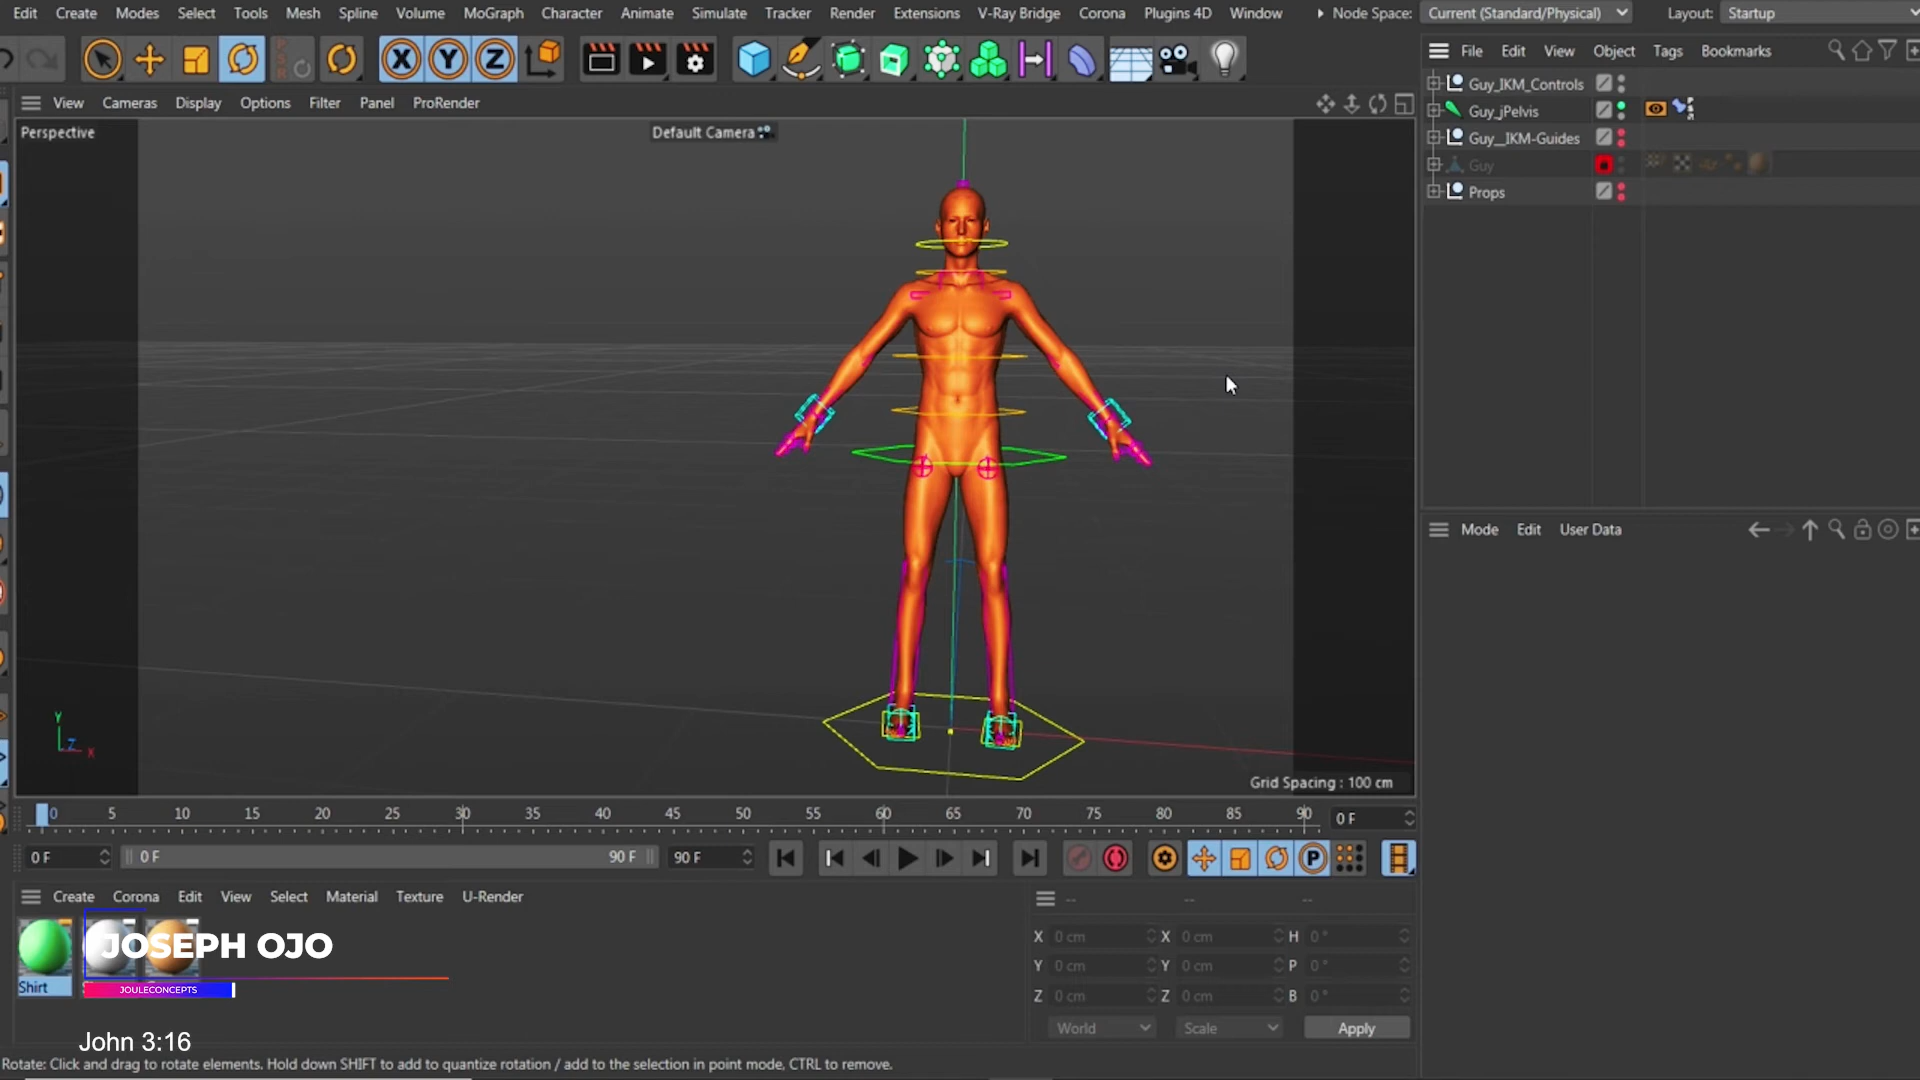 Edit Create Modes Select Tools Mesh Spline Volume MoGraph Character Animate Simulate Tracker Render Extensions V-Ray Bridge Corona Plugins 4D Window Node Space: Current (Standard/Physical) Layout: Startup
X Y Z
File Edit View Object Tags Bookmarks
Guy_IKM_Controls
Guy_jPelvis
Guy__IKM-Guides
Guy
Props
View Cameras Display Options Filter Panel ProRender
Perspective
Default Camera
Y
Z
X
Grid Spacing : 100 cm
Mode Edit User Data
0 5 10 15 20 25 30 35 40 45 50 55 60 65 70 75 80 85 90 0 F
0 F 0 F 90 F 90 F P
Create Corona Edit View Select Material Texture U-Render
-- -- --
X 0 cm X 0 cm H 0 °
Y 0 cm Y 0 cm P 0 °
Z 0 cm Z 0 cm B 0 °
World Scale Apply
Shirt
JOSEPH OJO
JOULECONCEPTS
John 3:16
Rotate: Click and drag to rotate elements. Hold down SHIFT to add to quantize rotation / add to the selection in point mode, CTRL to remove.